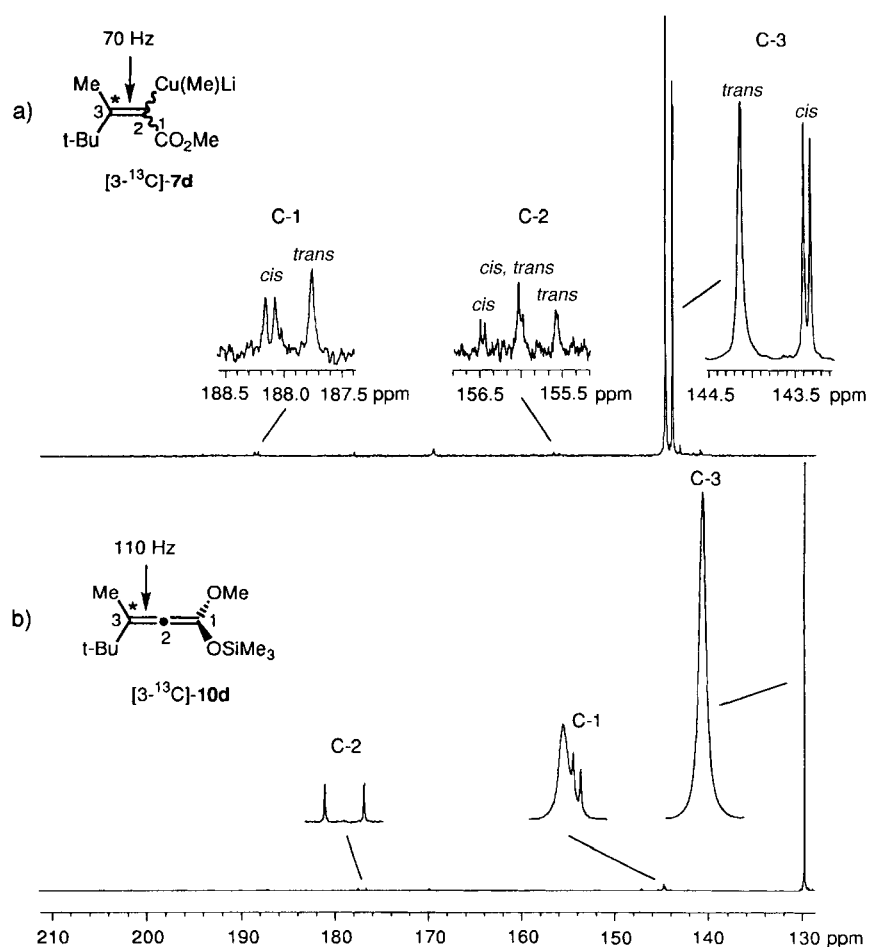 a)
70 Hz
Me
Cu(Me)Li
3
*
2
1
t-Bu
CO₂Me
[3-¹³C]-7d
C-1
cis
trans
188.5 188.0 187.5 ppm
C-2
cis, trans
cis
trans
156.5 155.5 ppm
C-3
trans
cis
144.5 143.5 ppm
b)
110 Hz
Me
OMe
3
*
2
1
t-Bu
OSiMe₃
[3-¹³C]-10d
C-2
C-1
C-3
210 200 190 180 170 160 150 140 130 ppm